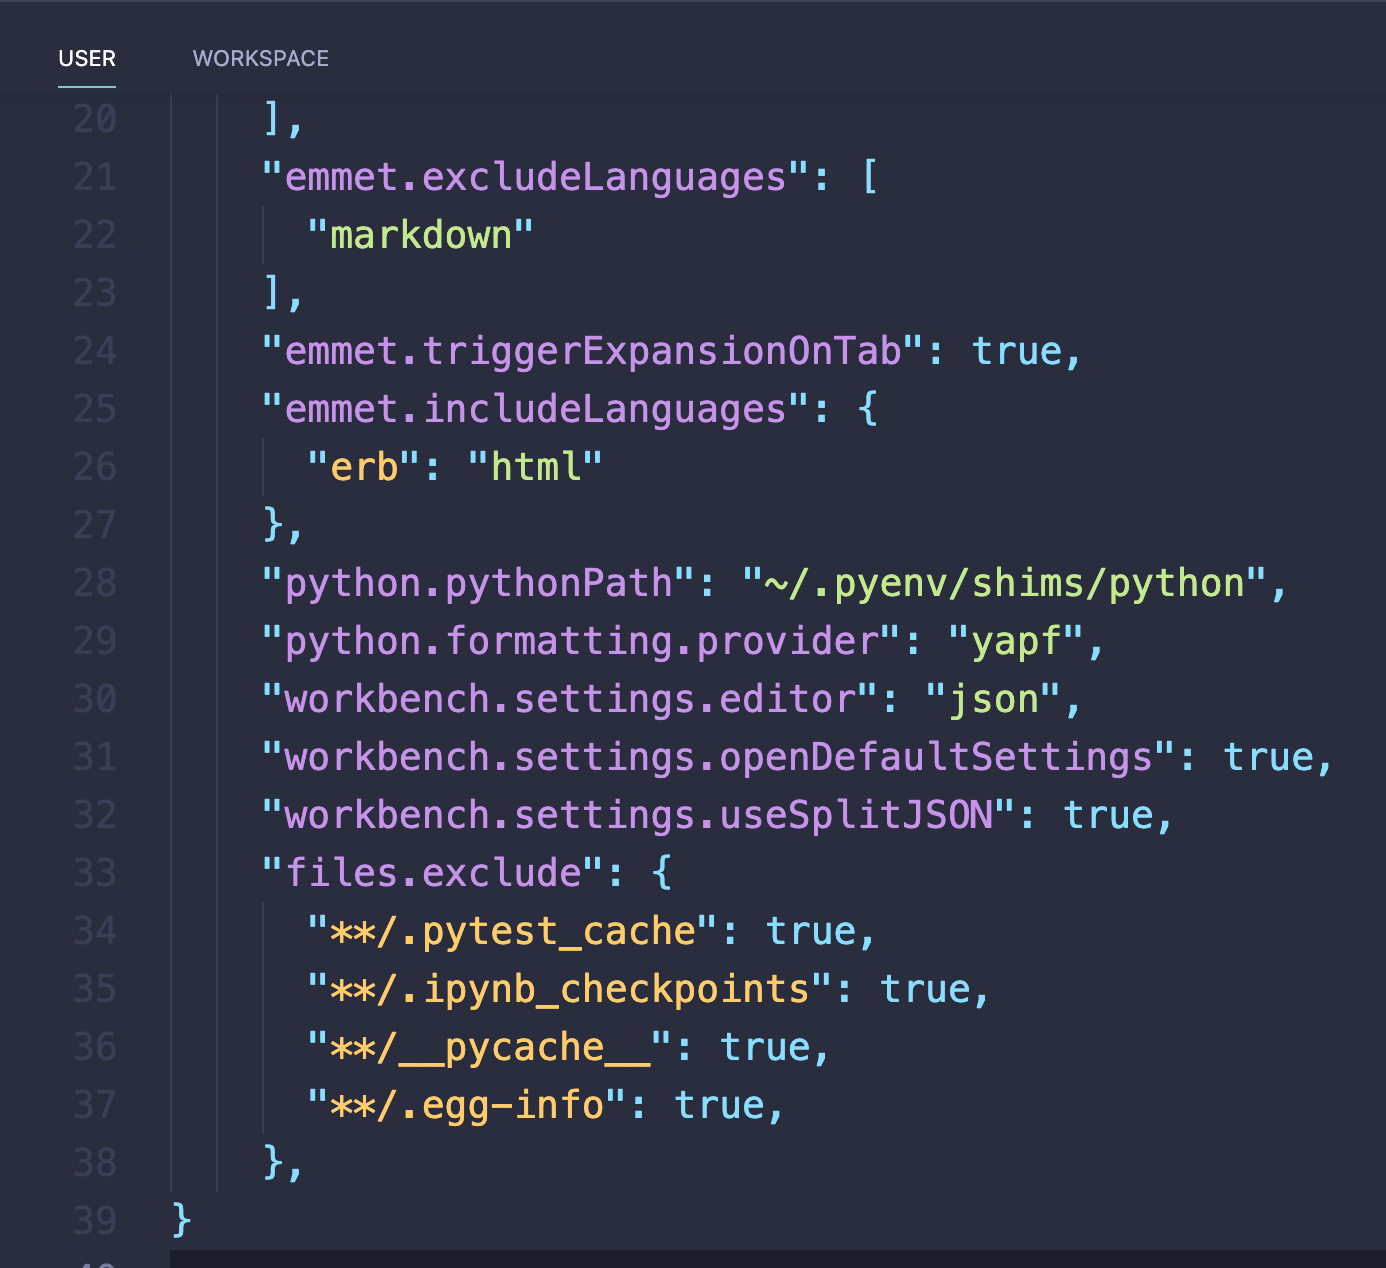 USER WORKSPACE
20 ],
21 "emmet.excludeLanguages": [
22 "markdown"
23 ],
24 "emmet.triggerExpansionOnTab": true,
25 "emmet.includeLanguages": {
26 "erb": "html"
27 },
28 "python.pythonPath": "~/.pyenv/shims/python",
29 "python.formatting.provider": "yapf",
30 "workbench.settings.editor": "json",
31 "workbench.settings.openDefaultSettings": true,
32 "workbench.settings.useSplitJSON": true,
33 "files.exclude": {
34 "**/.pytest_cache": true,
35 "**/.ipynb_checkpoints": true,
36 "**/__pycache__": true,
37 "**/.egg-info": true,
38 },
39 }